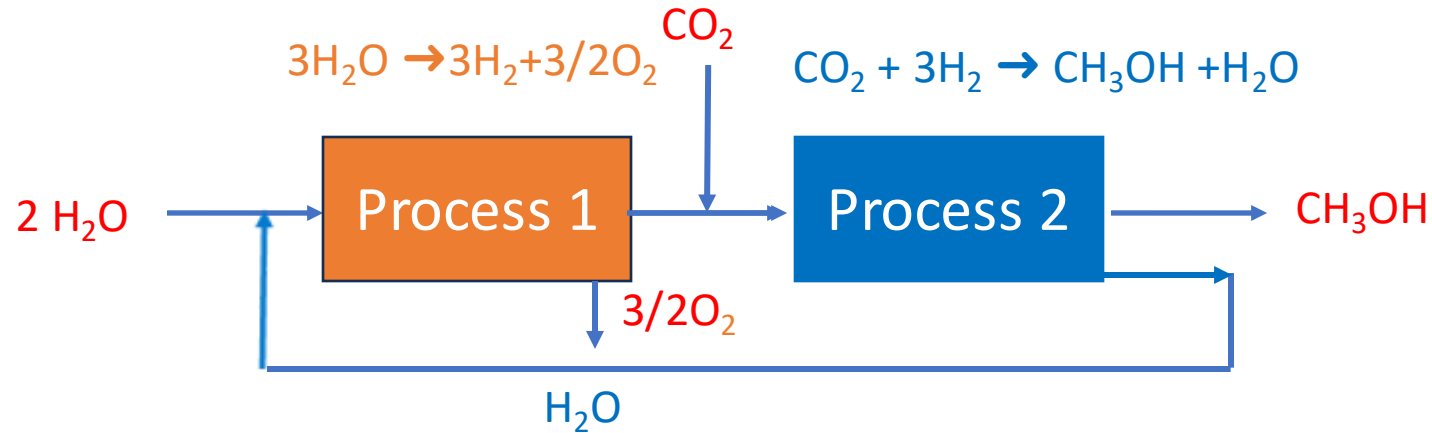 CO₂
3H₂O ➔3H₂+3/2O₂
CO₂ + 3H₂ ➔ CH₃OH +H₂O
2 H₂O
Process 1
Process 2
CH₃OH
3/2O₂
H₂O